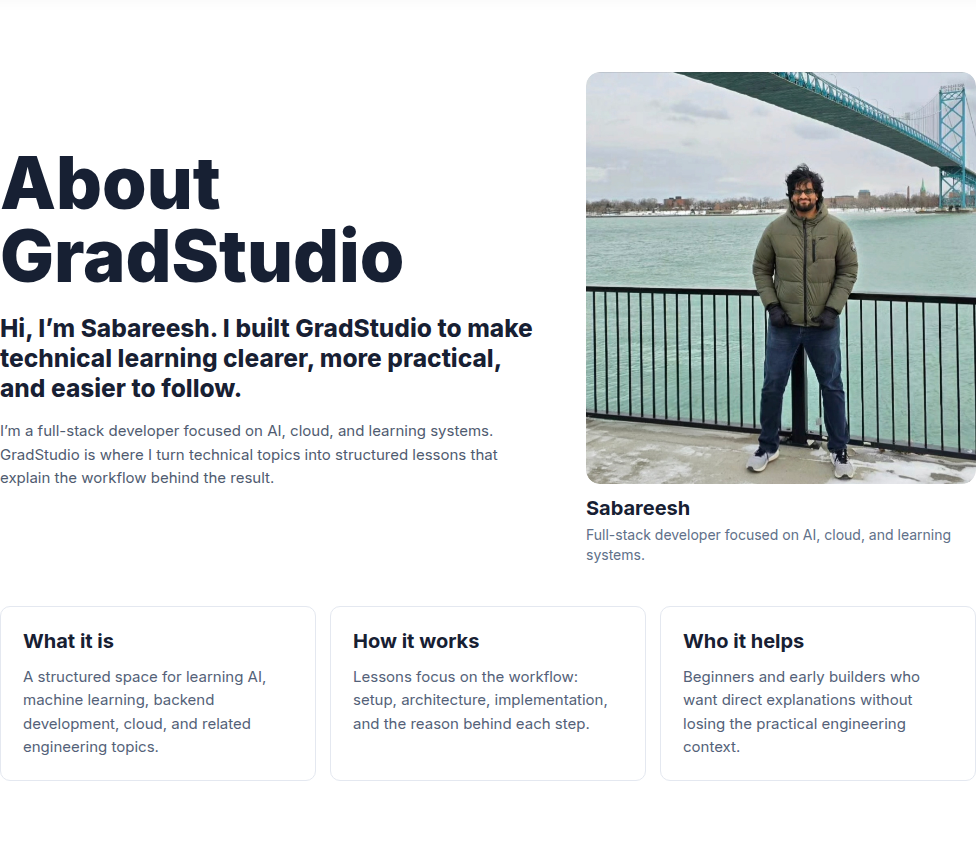 About
GradStudio
Hi, I’m Sabareesh. I built GradStudio to make
technical learning clearer, more practical,
and easier to follow.
I’m a full-stack developer focused on AI, cloud, and learning systems.
GradStudio is where I turn technical topics into structured lessons that
explain the workflow behind the result.
Sabareesh
Full-stack developer focused on AI, cloud, and learning
systems.
What it is
A structured space for learning AI,
machine learning, backend
development, cloud, and related
engineering topics.
How it works
Lessons focus on the workflow:
setup, architecture, implementation,
and the reason behind each step.
Who it helps
Beginners and early builders who
want direct explanations without
losing the practical engineering
context.